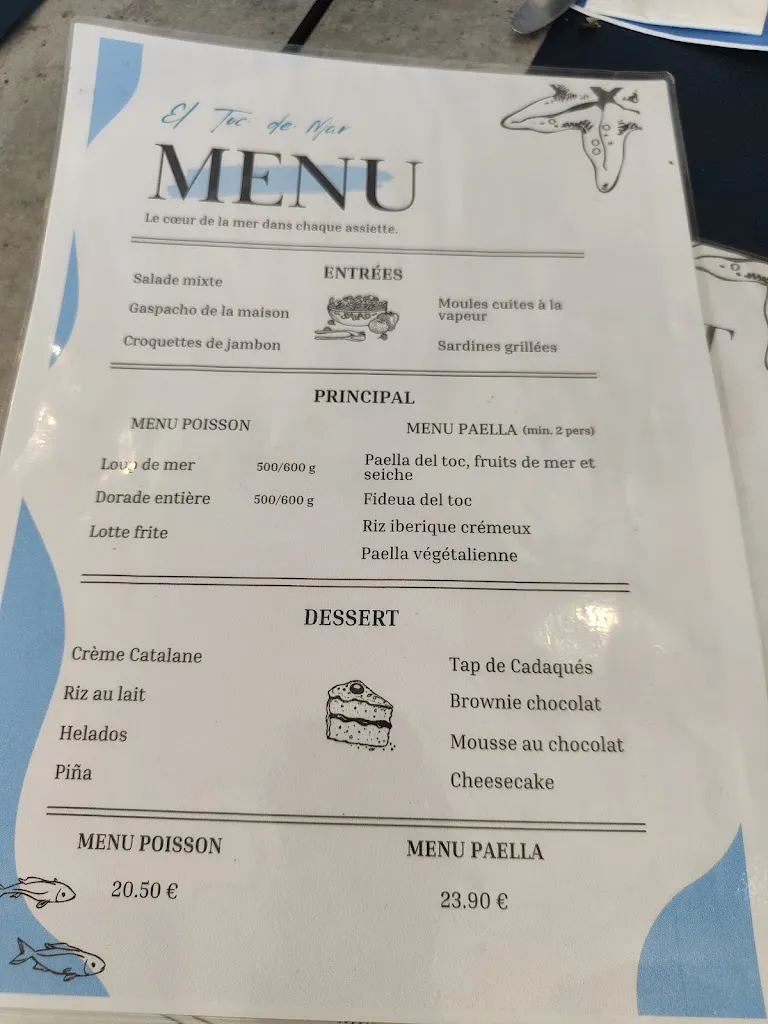 El Toc de Mar
MENU
Le cœur de la mer dans chaque assiette.
ENTRÉES
Salade mixte
Gaspacho de la maison
Croquettes de jambon
Moules cuites à la
vapeur
Sardines grillées
PRINCIPAL
MENU POISSON
Loup de mer 500/600 g
Dorade entière 500/600 g
Lotte frite
MENU PAELLA (min. 2 pers)
Paella del toc, fruits de mer et
seiche
Fideua del toc
Riz iberique crémeux
Paella végétalienne
DESSERT
Crème Catalane
Riz au lait
Helados
Piña
Tap de Cadaqués
Brownie chocolat
Mousse au chocolat
Cheesecake
MENU POISSON
20.50 €
MENU PAELLA
23.90 €